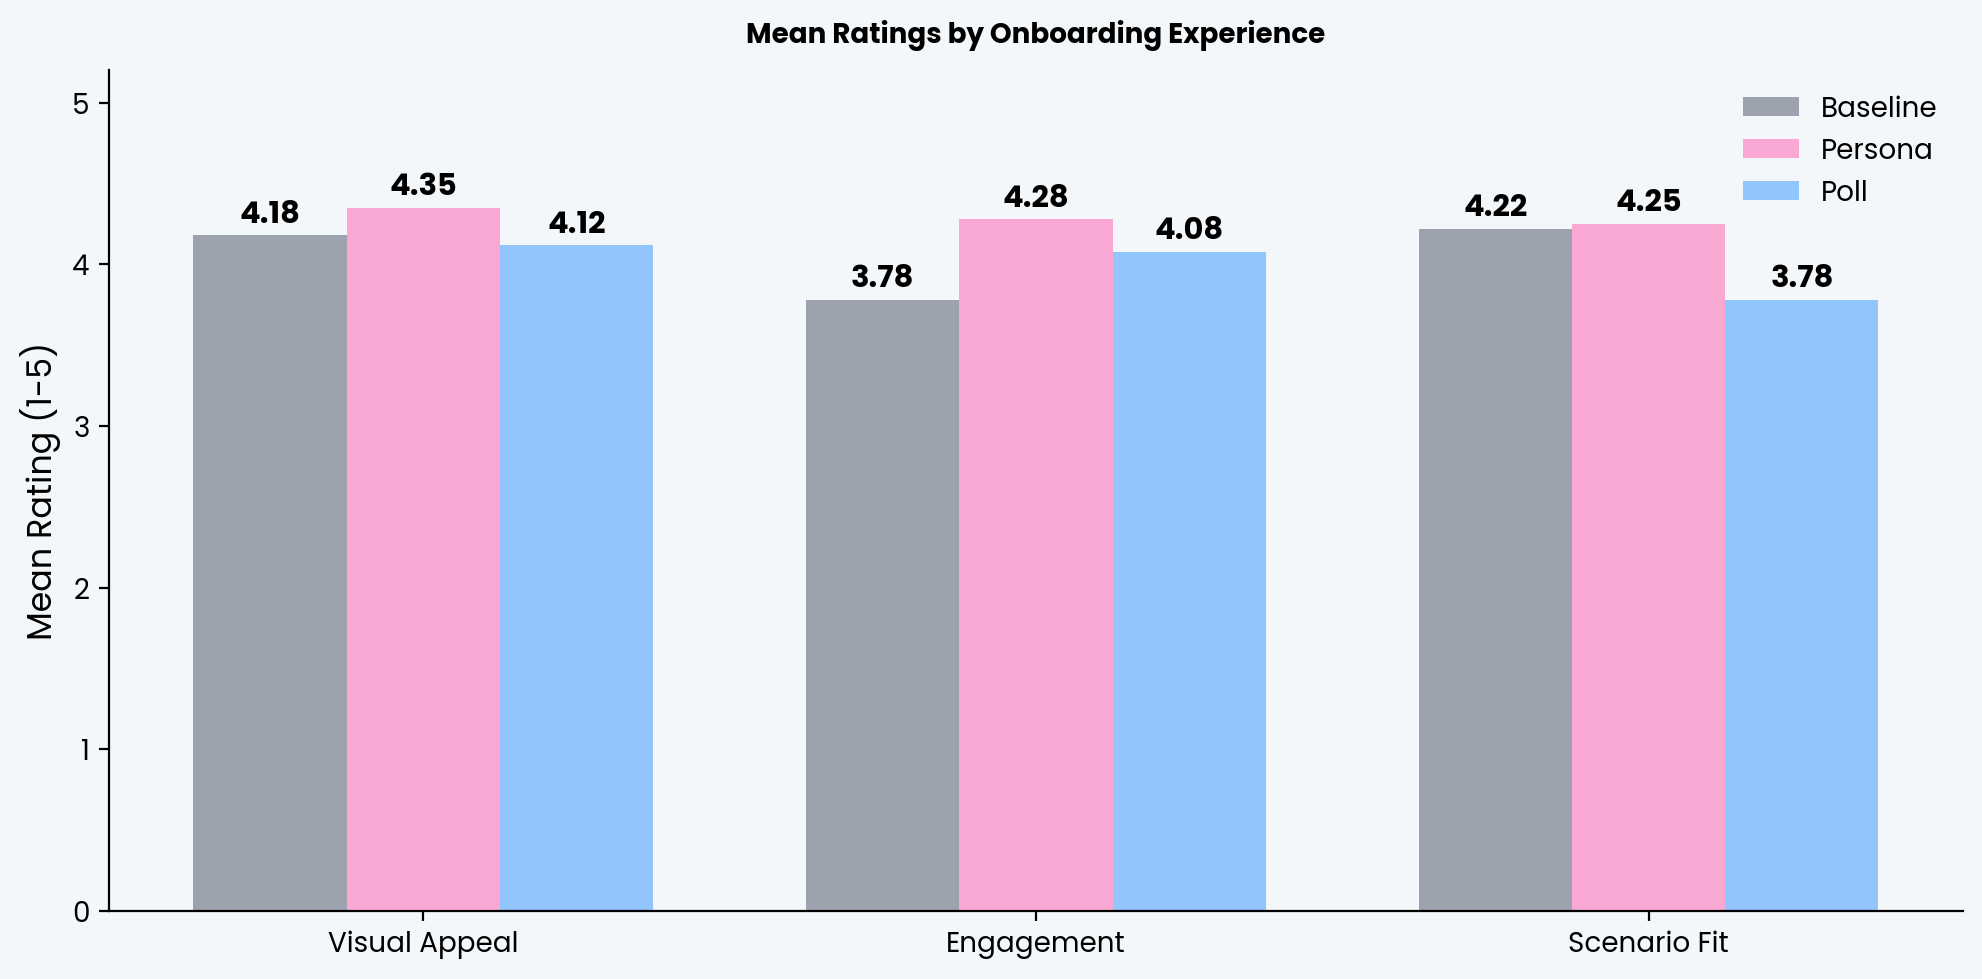 Mean Ratings by Onboarding Experience
Mean Rating (1–5)
5
4
3
2
1
0
Baseline
Persona
Poll
4.18
4.35
4.12
3.78
4.28
4.08
4.22
4.25
3.78
Visual Appeal
Engagement
Scenario Fit